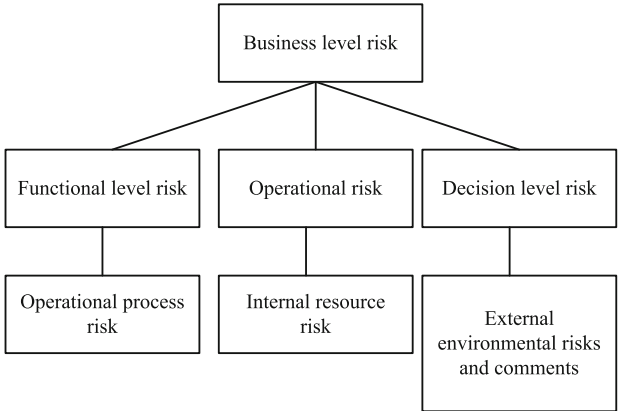 Business level risk
Functional level risk
Operational risk
Decision level risk
Operational process
risk
Internal resource
risk
External
environmental risks
and comments